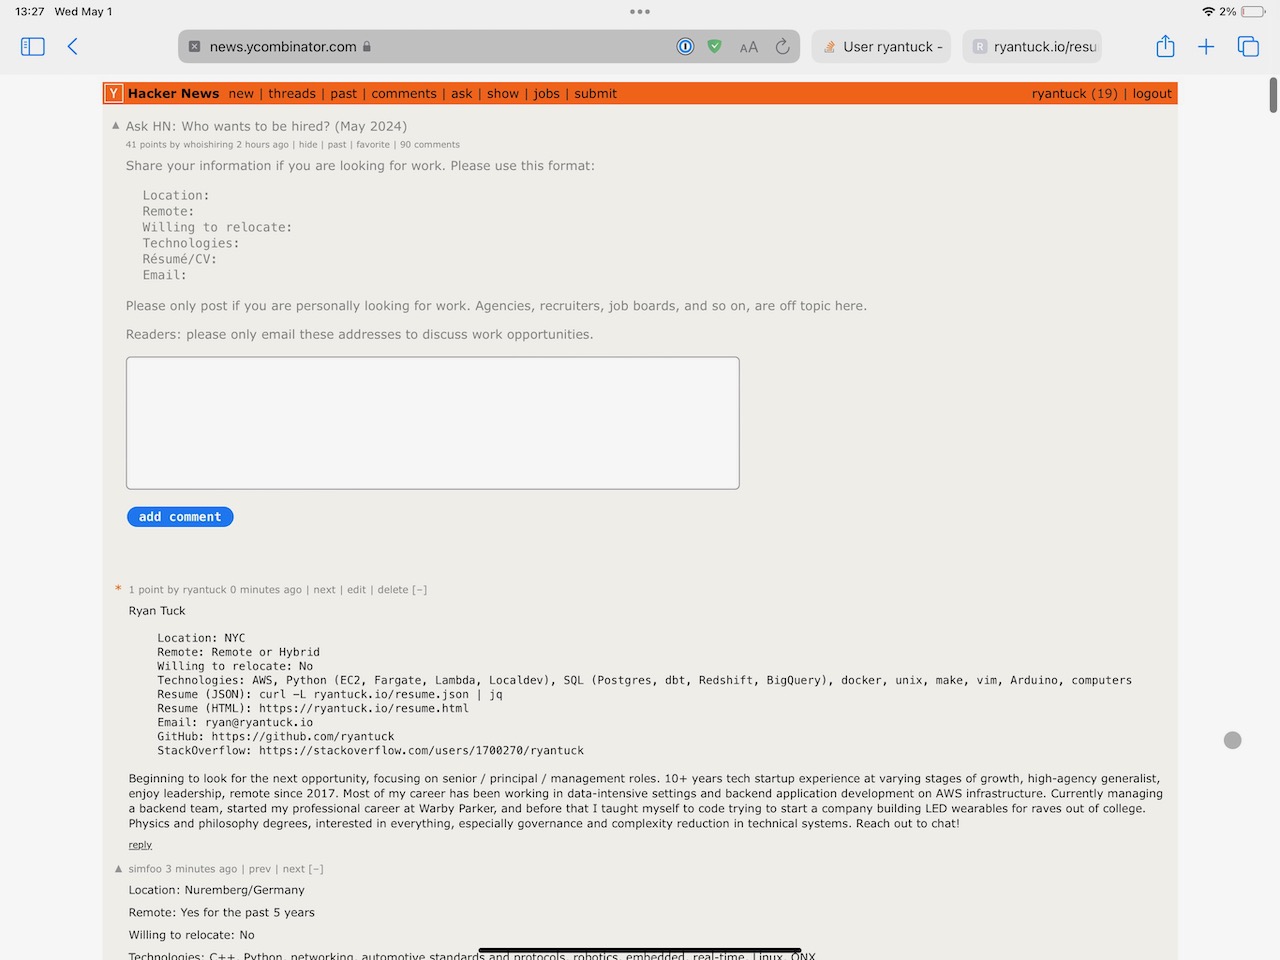 13:27 Wed May 1
2%
news.ycombinator.com
AA
User ryantuck -
R ryantuck.io/resu
Y Hacker News new | threads | past | comments | ask | show | jobs | submit
ryantuck (19) | logout
Ask HN: Who wants to be hired? (May 2024)
41 points by whoishiring 2 hours ago | hide | past | favorite | 90 comments
Share your information if you are looking for work. Please use this format:
Location:
Remote:
Willing to relocate:
Technologies:
Résumé/CV:
Email:
Please only post if you are personally looking for work. Agencies, recruiters, job boards, and so on, are off topic here.
Readers: please only email these addresses to discuss work opportunities.
add comment
* 1 point by ryantuck 0 minutes ago | next | edit | delete [–]
Ryan Tuck
Location: NYC
Remote: Remote or Hybrid
Willing to relocate: No
Technologies: AWS, Python (EC2, Fargate, Lambda, Localdev), SQL (Postgres, dbt, Redshift, BigQuery), docker, unix, make, vim, Arduino, computers
Resume (JSON): curl -L ryantuck.io/resume.json | jq
Resume (HTML): https://ryantuck.io/resume.html
Email: ryan@ryantuck.io
GitHub: https://github.com/ryantuck
StackOverflow: https://stackoverflow.com/users/1700270/ryantuck
Beginning to look for the next opportunity, focusing on senior / principal / management roles. 10+ years tech startup experience at varying stages of growth, high-agency generalist,
enjoy leadership, remote since 2017. Most of my career has been working in data-intensive settings and backend application development on AWS infrastructure. Currently managing
a backend team, started my professional career at Warby Parker, and before that I taught myself to code trying to start a company building LED wearables for raves out of college.
Physics and philosophy degrees, interested in everything, especially governance and complexity reduction in technical systems. Reach out to chat!
reply
simfoo 3 minutes ago | prev | next [–]
Location: Nuremberg/Germany
Remote: Yes for the past 5 years
Willing to relocate: No
Technologies: C++, Python, networking, automotive standards and protocols, robotics, embedded, real-time, Linux, QNX